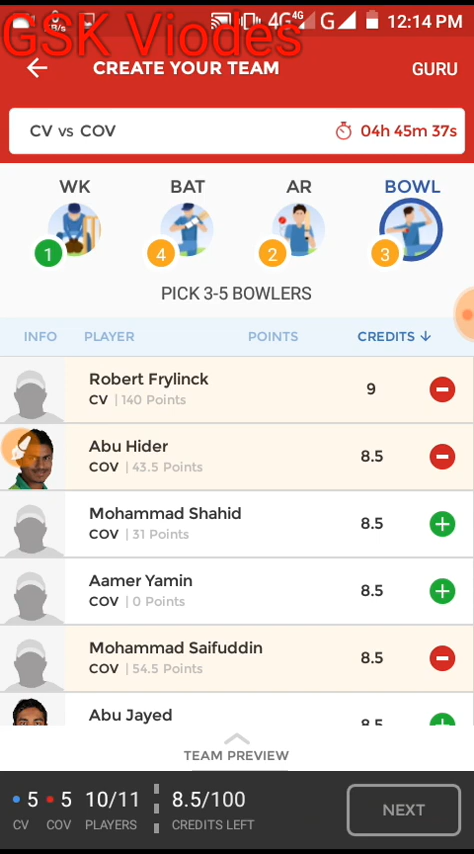 GSK Viodes
0
B/s
4G 4G G 12:14 PM
CREATE YOUR TEAM GURU
CV vs COV 04h 45m 37s
WK BAT AR BOWL
1 4 2 3
PICK 3-5 BOWLERS
INFO PLAYER POINTS CREDITS ↓
Robert Frylinck
CV | 140 Points
9
Abu Hider
COV | 43.5 Points
8.5
Mohammad Shahid
COV | 31 Points
8.5
Aamer Yamin
COV | 0 Points
8.5
Mohammad Saifuddin
COV | 54.5 Points
8.5
Abu Jayed
8.5
TEAM PREVIEW
5 5 10/11 8.5/100
CV COV PLAYERS CREDITS LEFT
NEXT